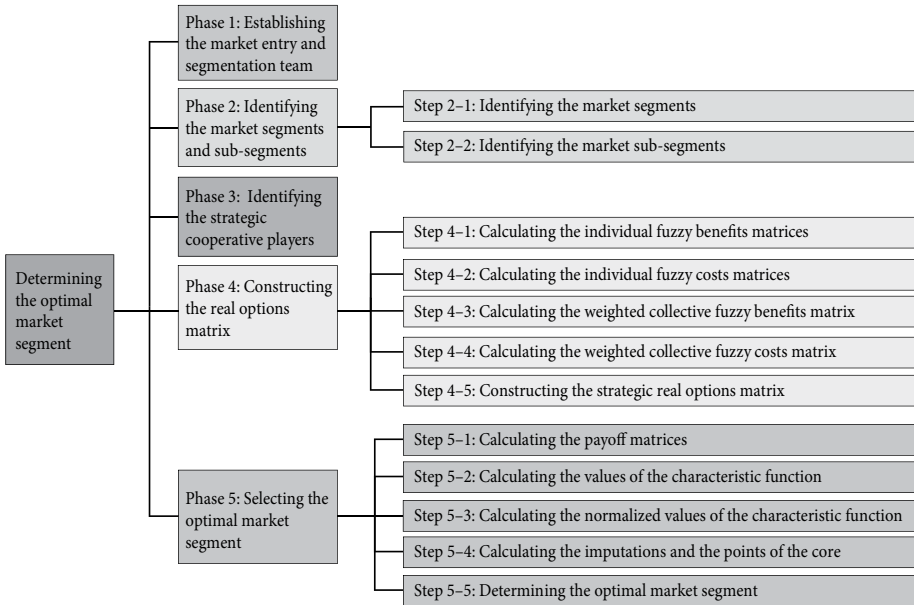 Determining
the optimal
market
segment
Phase 1: Establishing
the market entry and
segmentation team
Phase 2: Identifying
the market segments
and sub-segments
Step 2–1: Identifying the market segments
Step 2–2: Identifying the market sub-segments
Phase 3: Identifying
the strategic
cooperative players
Phase 4: Constructing
the real options
matrix
Step 4–1: Calculating the individual fuzzy benefits matrices
Step 4–2: Calculating the individual fuzzy costs matrices
Step 4–3: Calculating the weighted collective fuzzy benefits matrix
Step 4–4: Calculating the weighted collective fuzzy costs matrix
Step 4–5: Constructing the strategic real options matrix
Phase 5: Selecting the
optimal market
segment
Step 5–1: Calculating the payoff matrices
Step 5–2: Calculating the values of the characteristic function
Step 5–3: Calculating the normalized values of the characteristic function
Step 5–4: Calculating the imputations and the points of the core
Step 5–5: Determining the optimal market segment